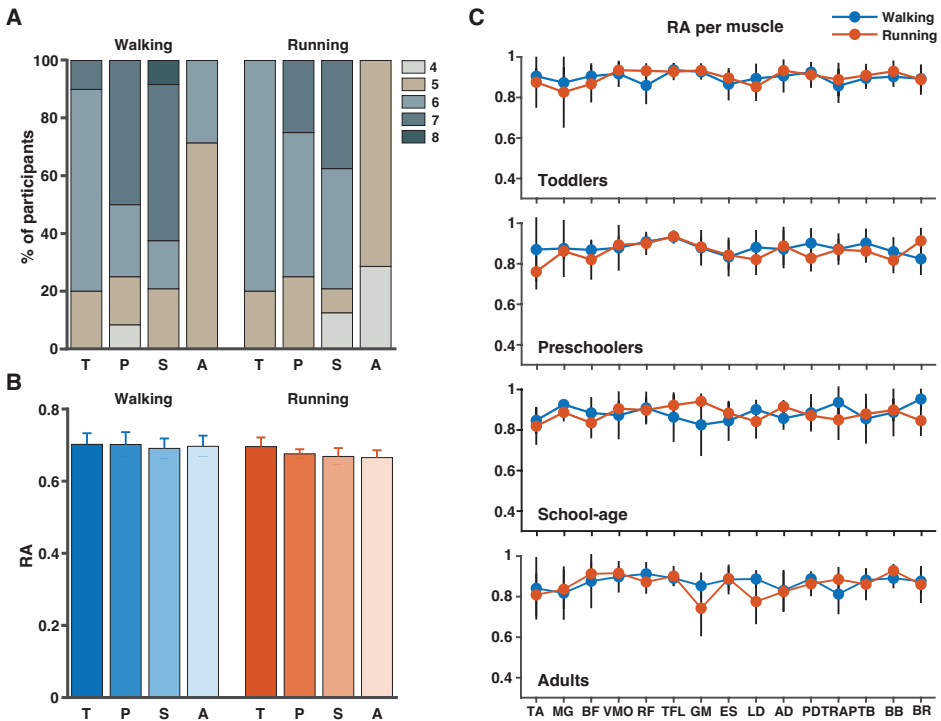 A
Walking
Running
100
80
60
40
20
0
% of participants
4
5
6
7
8
T P S A T P S A
B
Walking
Running
0.8
0.6
0.4
0.2
0
RA
T P S A T P S A
C
RA per muscle
Walking
Running
1
0.8
0.6
0.4
Toddlers
1
0.8
0.6
0.4
Preschoolers
1
0.8
0.6
0.4
School-age
1
0.8
0.6
0.4
Adults
TA MG BF VMO RF TFL GM ES LD AD PD TRAP TB BB BR